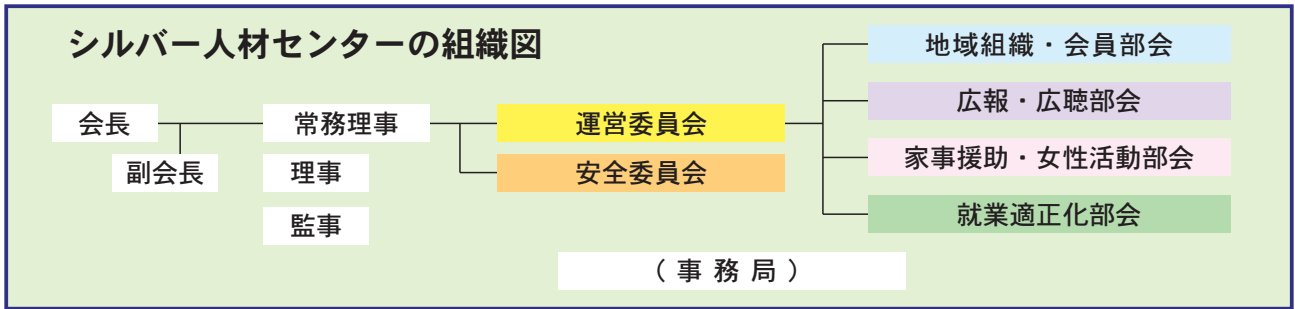 シルバー人材センターの組織図
会長
副会長
常務理事
理事
監事
運営委員会
安全委員会
地域組織・会員部会
広報・広聴部会
家事援助・女性活動部会
就業適正化部会
（事務局）